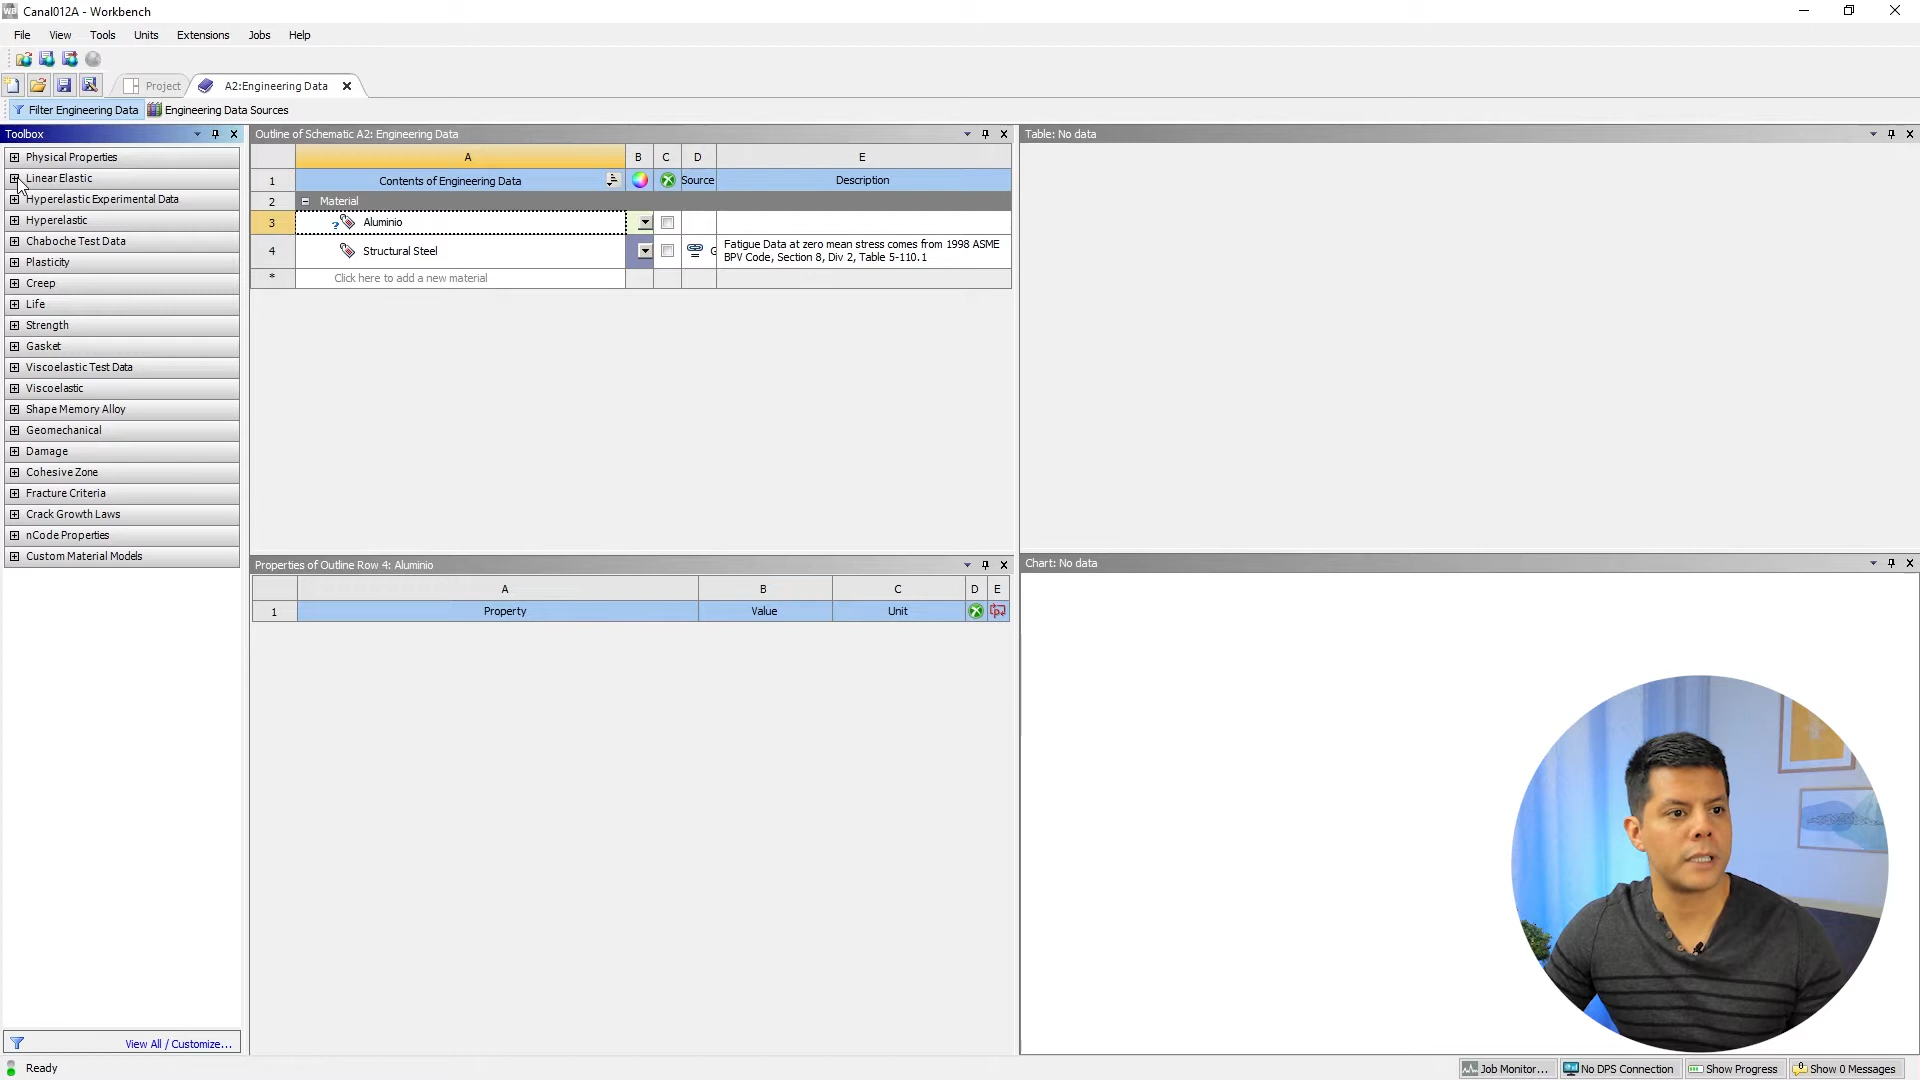 Canal012A - Workbench
File View Tools Units Extensions Jobs Help
Project A2:Engineering Data
Filter Engineering Data Engineering Data Sources
Toolbox
Physical Properties
Linear Elastic
Hyperelastic Experimental Data
Hyperelastic
Chaboche Test Data
Plasticity
Creep
Life
Strength
Gasket
Viscoelastic Test Data
Viscoelastic
Shape Memory Alloy
Geomechanical
Damage
Cohesive Zone
Fracture Criteria
Crack Growth Laws
nCode Properties
Custom Material Models
View All / Customize...
Outline of Schematic A2: Engineering Data
A B C D E
1 Contents of Engineering Data Source Description
2 Material
3 ? Aluminio
4 Structural Steel G Fatigue Data at zero mean stress comes from 1998 ASME
BPV Code, Section 8, Div 2, Table 5-110.1
* Click here to add a new material
Properties of Outline Row 4: Aluminio
A B C D E
1 Property Value Unit
Table: No data
Chart: No data
Ready
Job Monitor... No DPS Connection Show Progress Show 0 Messages